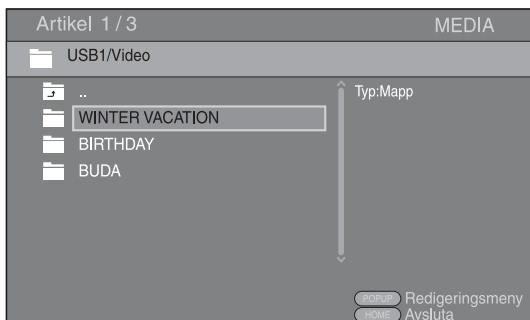 Artikel 1 / 3 MEDIA
USB1/Video
..
WINTER VACATION
BIRTHDAY
BUDA
Typ:Mapp
POPUP Redigeringsmeny
HOME Avsluta